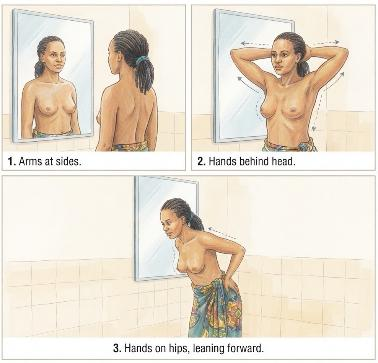 1. Arms at sides.
2. Hands behind head.
3. Hands on hips, leaning forward.